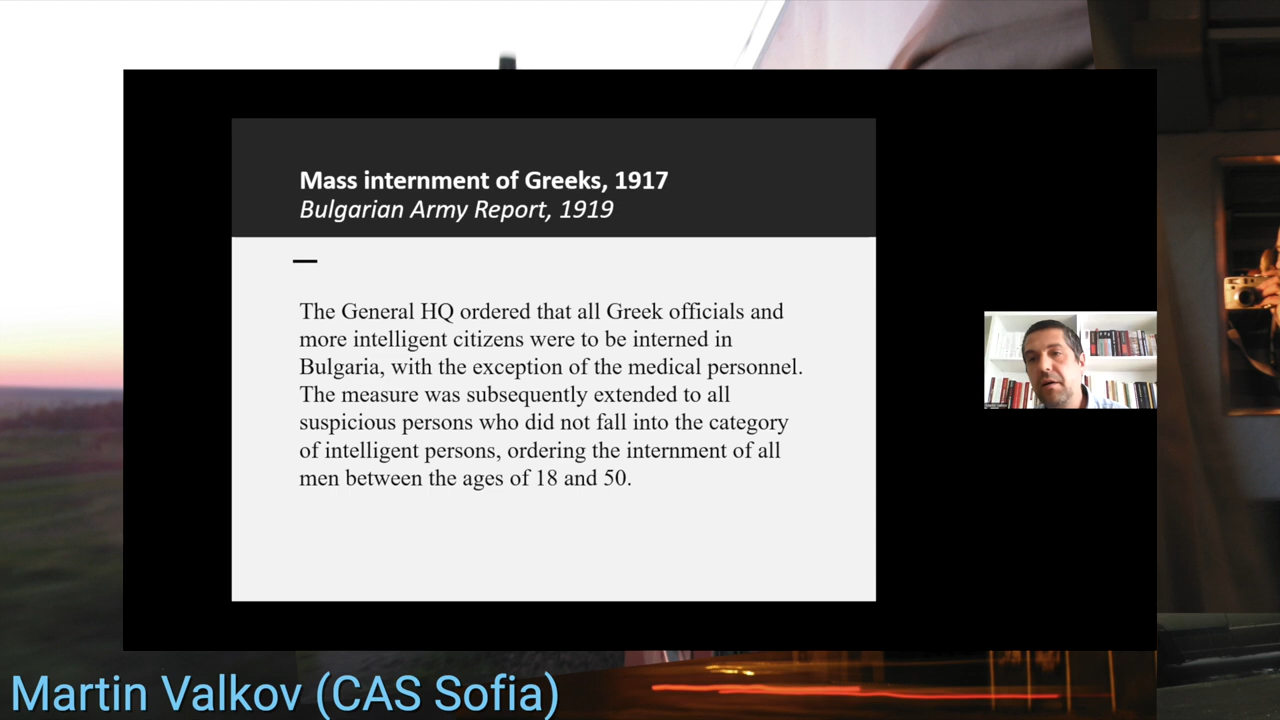 Mass internment of Greeks, 1917
Bulgarian Army Report, 1919
The General HQ ordered that all Greek officials and
more intelligent citizens were to be interned in
Bulgaria, with the exception of the medical personnel.
The measure was subsequently extended to all
suspicious persons who did not fall into the category
of intelligent persons, ordering the internment of all
men between the ages of 18 and 50.
Martin Valkov (CAS Sofia)